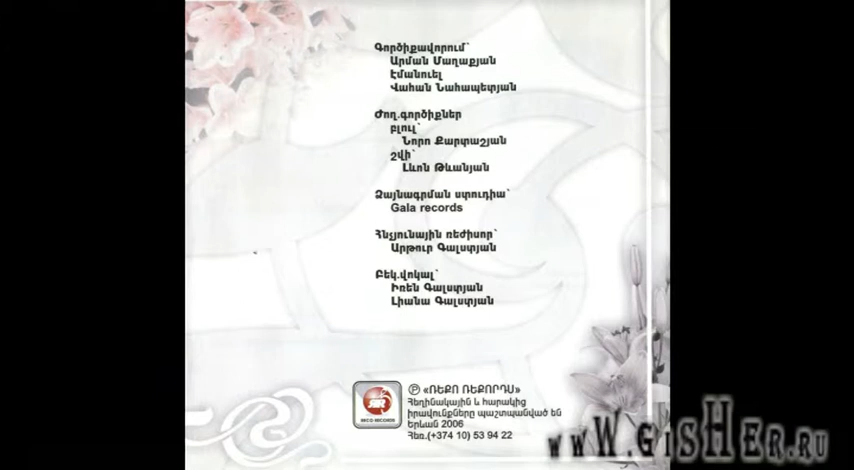 Գործիքավորում՝
Արման Մաղաքյան
Էմանուել
Վահան Նահապետյան
Ժող.գործիքներ
բլուլ՝
Նորո Քարտաշյան
շվի՝
Լևոն Թևանյան
Ձայնագրման ստուդիա՝
Gala records
Հնչյունային ռեժիսոր՝
Արթուր Գալստյան
Բեկ.վոկալ՝
Իռեն Գալստյան
Լիանա Գալստյան
Ⓟ «ՌԵՔՈ ՌԵՔՈՐԴՍ»
Հեղինակային և հարակից
իրավունքները պաշտպանված են
Երևան 2006
Հեռ.(+374 10) 53 94 22
RECO RECORDS
www.GisHer.ru